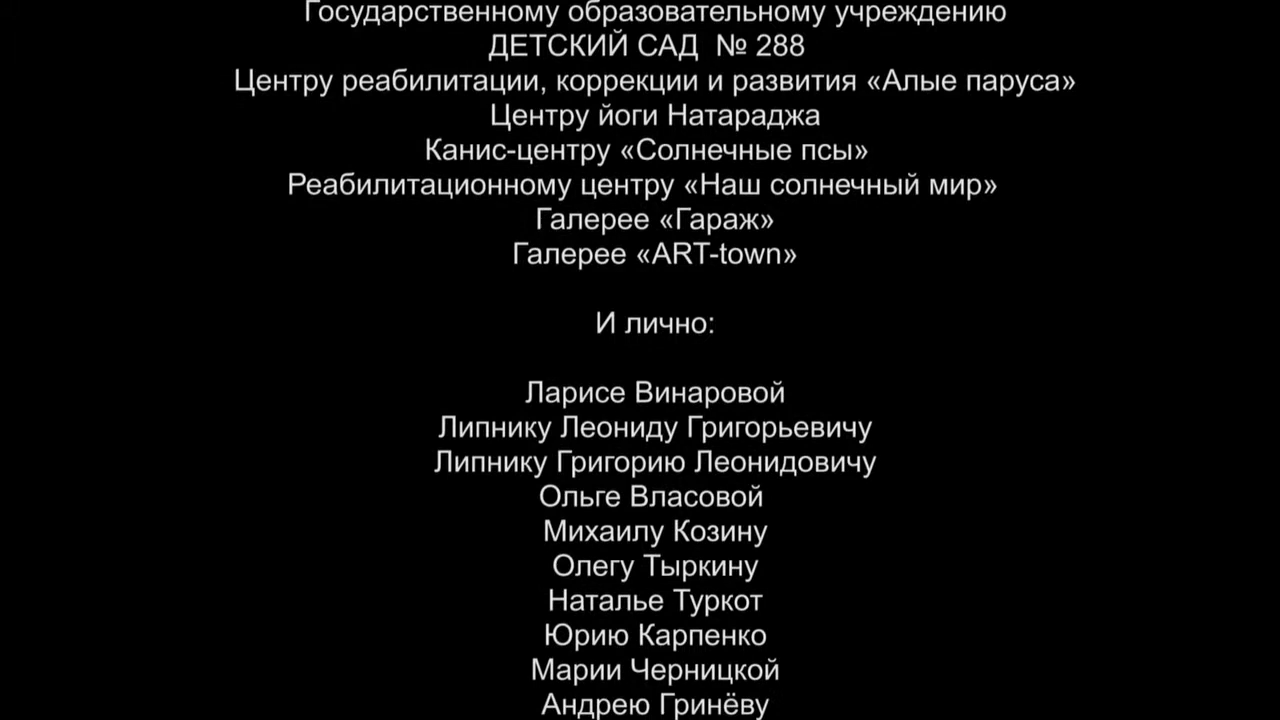 Государственному образовательному учреждению
ДЕТСКИЙ САД № 288
Центру реабилитации, коррекции и развития «Алые паруса»
Центру йоги Натараджа
Канис-центру «Солнечные псы»
Реабилитационному центру «Наш солнечный мир»
Галерее «Гараж»
Галерее «ART-town»
И лично:
Ларисе Винаровой
Липнику Леониду Григорьевичу
Липнику Григорию Леонидовичу
Ольге Власовой
Михаилу Козину
Олегу Тыркину
Наталье Туркот
Юрию Карпенко
Марии Черницкой
Андрею Гринёву